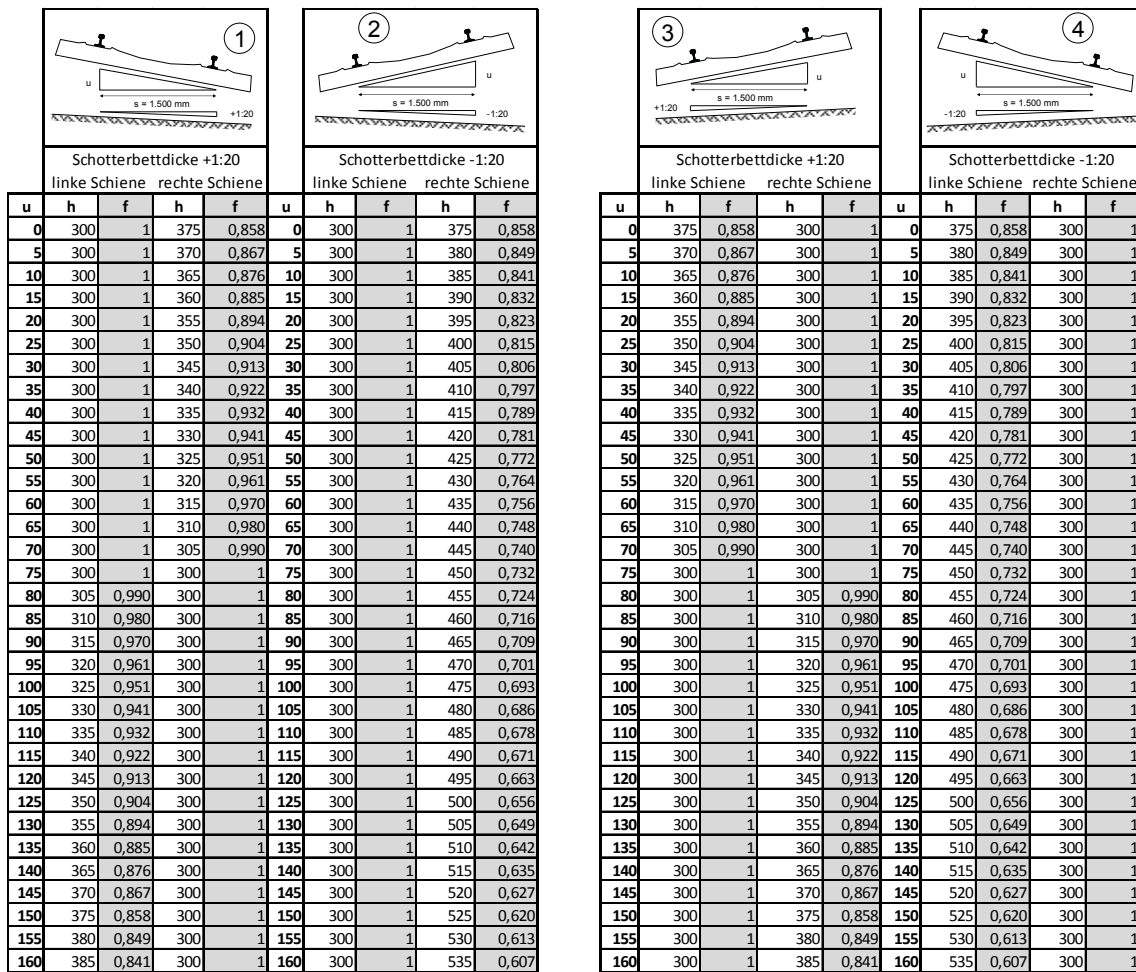 1 2 3 4
u u u u
s = 1.500 mm s = 1.500 mm s = 1.500 mm s = 1.500 mm
+1:20 -1:20 +1:20 -1:20
Schotterbettdicke +1:20 Schotterbettdicke -1:20 Schotterbettdicke +1:20 Schotterbettdicke -1:20
linke Schiene rechte Schiene linke Schiene rechte Schiene linke Schiene rechte Schiene linke Schiene rechte Schiene
u h f h f u h f h f u h f h f u h f h f
0 300 1 375 0,858 0 300 1 375 0,858 0 375 0,858 300 1 0 375 0,858 300 1
5 300 1 370 0,867 5 300 1 380 0,849 5 370 0,867 300 1 5 380 0,849 300 1
10 300 1 365 0,876 10 300 1 385 0,841 10 365 0,876 300 1 10 385 0,841 300 1
15 300 1 360 0,885 15 300 1 390 0,832 15 360 0,885 300 1 15 390 0,832 300 1
20 300 1 355 0,894 20 300 1 395 0,823 20 355 0,894 300 1 20 395 0,823 300 1
25 300 1 350 0,904 25 300 1 400 0,815 25 350 0,904 300 1 25 400 0,815 300 1
30 300 1 345 0,913 30 300 1 405 0,806 30 345 0,913 300 1 30 405 0,806 300 1
35 300 1 340 0,922 35 300 1 410 0,797 35 340 0,922 300 1 35 410 0,797 300 1
40 300 1 335 0,932 40 300 1 415 0,789 40 335 0,932 300 1 40 415 0,789 300 1
45 300 1 330 0,941 45 300 1 420 0,781 45 330 0,941 300 1 45 420 0,781 300 1
50 300 1 325 0,951 50 300 1 425 0,772 50 325 0,951 300 1 50 425 0,772 300 1
55 300 1 320 0,961 55 300 1 430 0,764 55 320 0,961 300 1 55 430 0,764 300 1
60 300 1 315 0,970 60 300 1 435 0,756 60 315 0,970 300 1 60 435 0,756 300 1
65 300 1 310 0,980 65 300 1 440 0,748 65 310 0,980 300 1 65 440 0,748 300 1
70 300 1 305 0,990 70 300 1 445 0,740 70 305 0,990 300 1 70 445 0,740 300 1
75 300 1 300 1 75 300 1 450 0,732 75 300 1 300 1 75 450 0,732 300 1
80 305 0,990 300 1 80 300 1 455 0,724 80 300 1 305 0,990 80 455 0,724 300 1
85 310 0,980 300 1 85 300 1 460 0,716 85 300 1 310 0,980 85 460 0,716 300 1
90 315 0,970 300 1 90 300 1 465 0,709 90 300 1 315 0,970 90 465 0,709 300 1
95 320 0,961 300 1 95 300 1 470 0,701 95 300 1 320 0,961 95 470 0,701 300 1
100 325 0,951 300 1 100 300 1 475 0,693 100 300 1 325 0,951 100 475 0,693 300 1
105 330 0,941 300 1 105 300 1 480 0,686 105 300 1 330 0,941 105 480 0,686 300 1
110 335 0,932 300 1 110 300 1 485 0,678 110 300 1 335 0,932 110 485 0,678 300 1
115 340 0,922 300 1 115 300 1 490 0,671 115 300 1 340 0,922 115 490 0,671 300 1
120 345 0,913 300 1 120 300 1 495 0,663 120 300 1 345 0,913 120 495 0,663 300 1
125 350 0,904 300 1 125 300 1 500 0,656 125 300 1 350 0,904 125 500 0,656 300 1
130 355 0,894 300 1 130 300 1 505 0,649 130 300 1 355 0,894 130 505 0,649 300 1
135 360 0,885 300 1 135 300 1 510 0,642 135 300 1 360 0,885 135 510 0,642 300 1
140 365 0,876 300 1 140 300 1 515 0,635 140 300 1 365 0,876 140 515 0,635 300 1
145 370 0,867 300 1 145 300 1 520 0,627 145 300 1 370 0,867 145 520 0,627 300 1
150 375 0,858 300 1 150 300 1 525 0,620 150 300 1 375 0,858 150 525 0,620 300 1
155 380 0,849 300 1 155 300 1 530 0,613 155 300 1 380 0,849 155 530 0,613 300 1
160 385 0,841 300 1 160 300 1 535 0,607 160 300 1 385 0,841 160 535 0,607 300 1